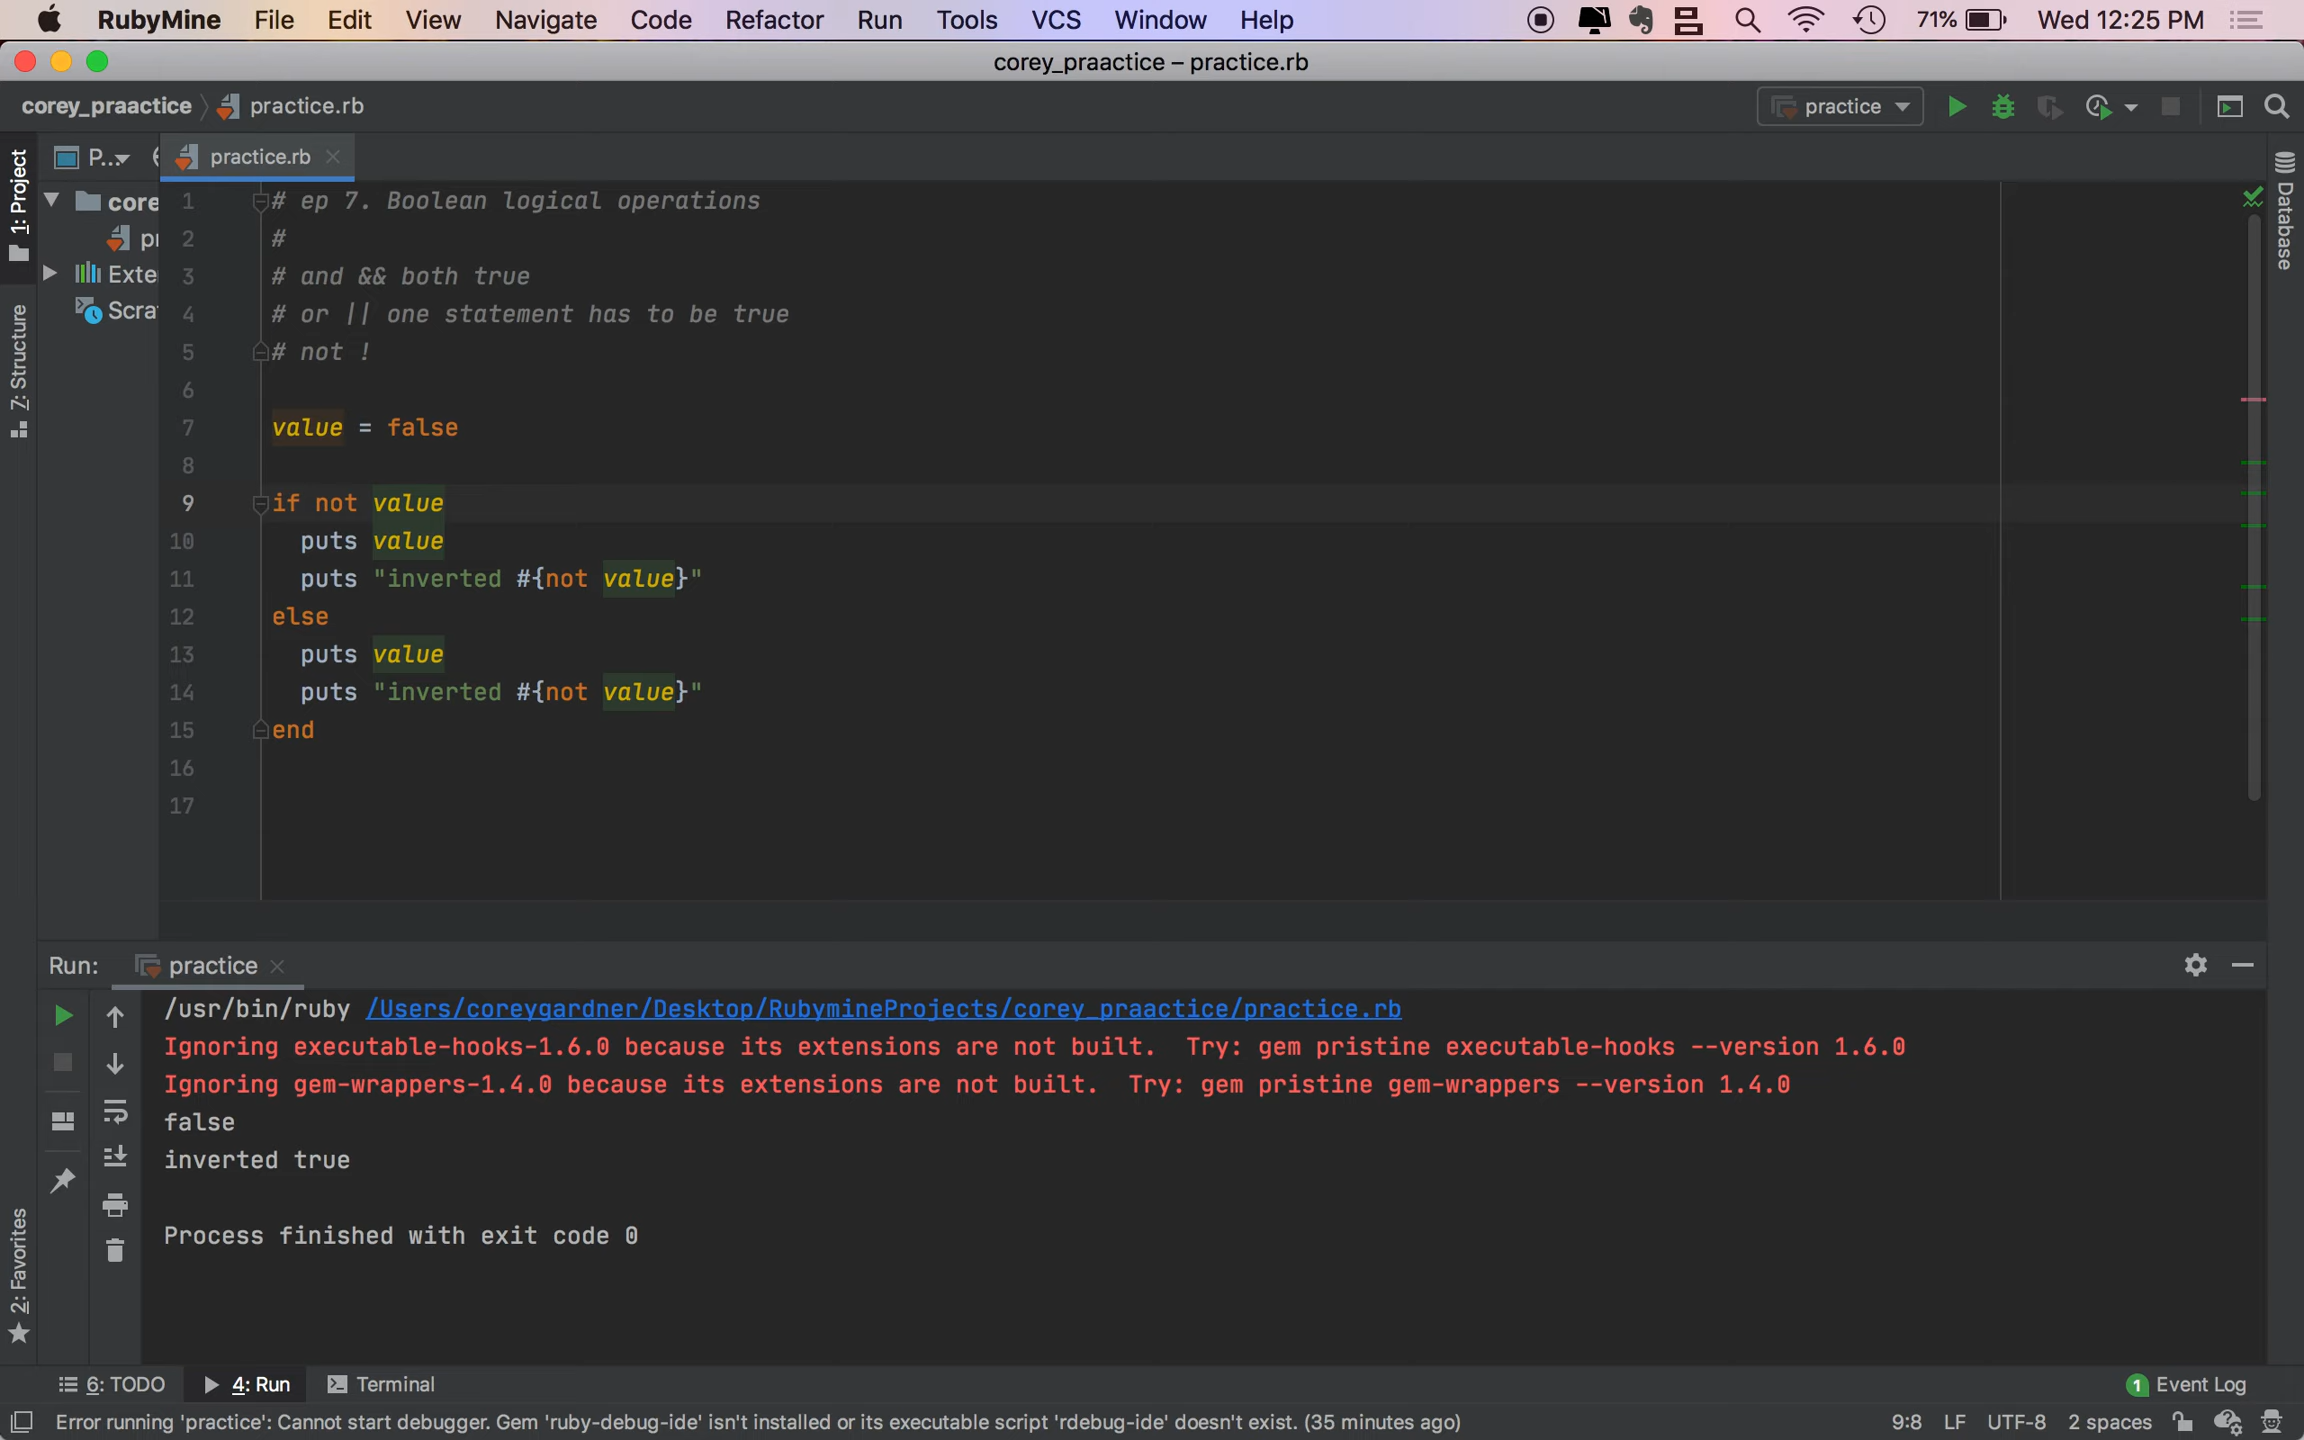 RubyMine File Edit View Navigate Code Refactor Run Tools VCS Window Help 71% Wed 12:25 PM
corey_praactice – practice.rb
corey_praactice practice.rb practice
1: Project
7: Structure
2: Favorites
Database
P...
core
Exte
Scra
practice.rb
1 # ep 7. Boolean logical operations
2 #
3 # and && both true
4 # or || one statement has to be true
5 # not !
6
7 value = false
8
9 if not value
10 puts value
11 puts "inverted #{not value}"
12 else
13 puts value
14 puts "inverted #{not value}"
15 end
16
17
Run: practice
/usr/bin/ruby /Users/coreygardner/Desktop/RubymineProjects/corey_praactice/practice.rb
Ignoring executable-hooks-1.6.0 because its extensions are not built. Try: gem pristine executable-hooks --version 1.6.0
Ignoring gem-wrappers-1.4.0 because its extensions are not built. Try: gem pristine gem-wrappers --version 1.4.0
false
inverted true
Process finished with exit code 0
6: TODO 4: Run Terminal 1 Event Log
Error running 'practice': Cannot start debugger. Gem 'ruby-debug-ide' isn't installed or its executable script 'rdebug-ide' doesn't exist. (35 minutes ago) 9:8 LF UTF-8 2 spaces